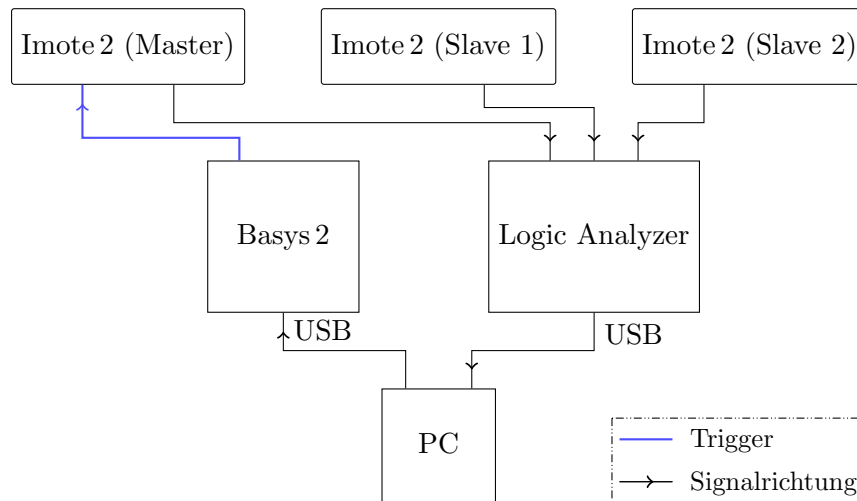 Imote 2 (Master)
Imote 2 (Slave 1)
Imote 2 (Slave 2)
Basys 2
Logic Analyzer
USB
USB
PC
Trigger
Signalrichtung